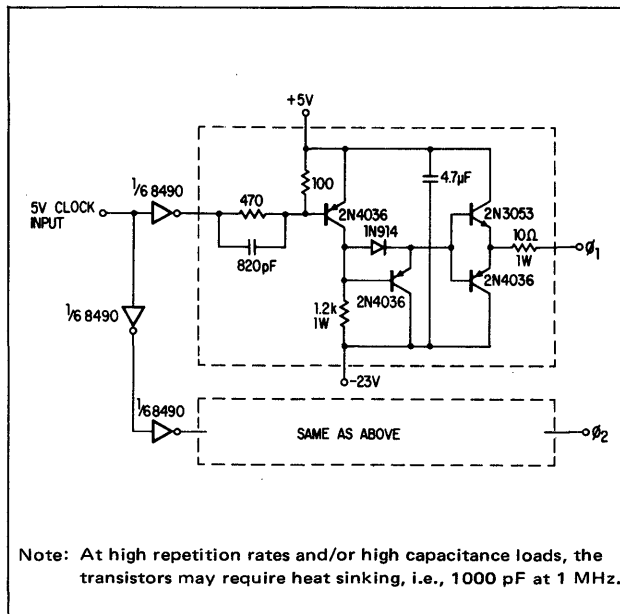 +5V
1/6 8490
470
100
4.7µF
5V CLOCK
INPUT
2N4036
2N3053
1N914
10Ω
1W
ø1
820pF
2N4036
2N4036
1/6 8490
1.2k
1W
-23V
1/6 8490
SAME AS ABOVE
ø2
Note: At high repetition rates and/or high capacitance loads, the
transistors may require heat sinking, i.e., 1000 pF at 1 MHz.